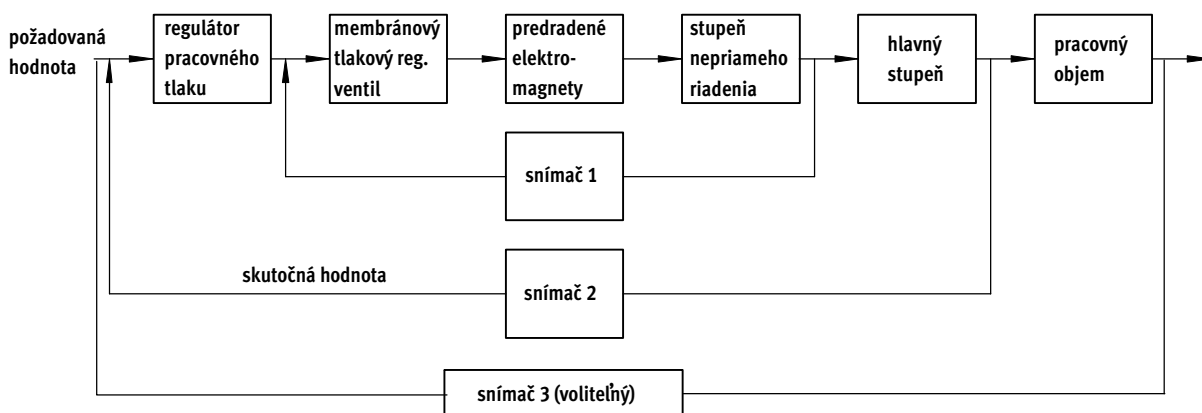 požadovaná
hodnota
regulátor
pracovného
tlaku
membránový
tlakový reg.
ventil
predradené
elektro-
magnety
stupeň
nepriameho
riadenia
hlavný
stupeň
pracovný
objem
snímač 1
skutočná hodnota
snímač 2
snímač 3 (voliteľný)